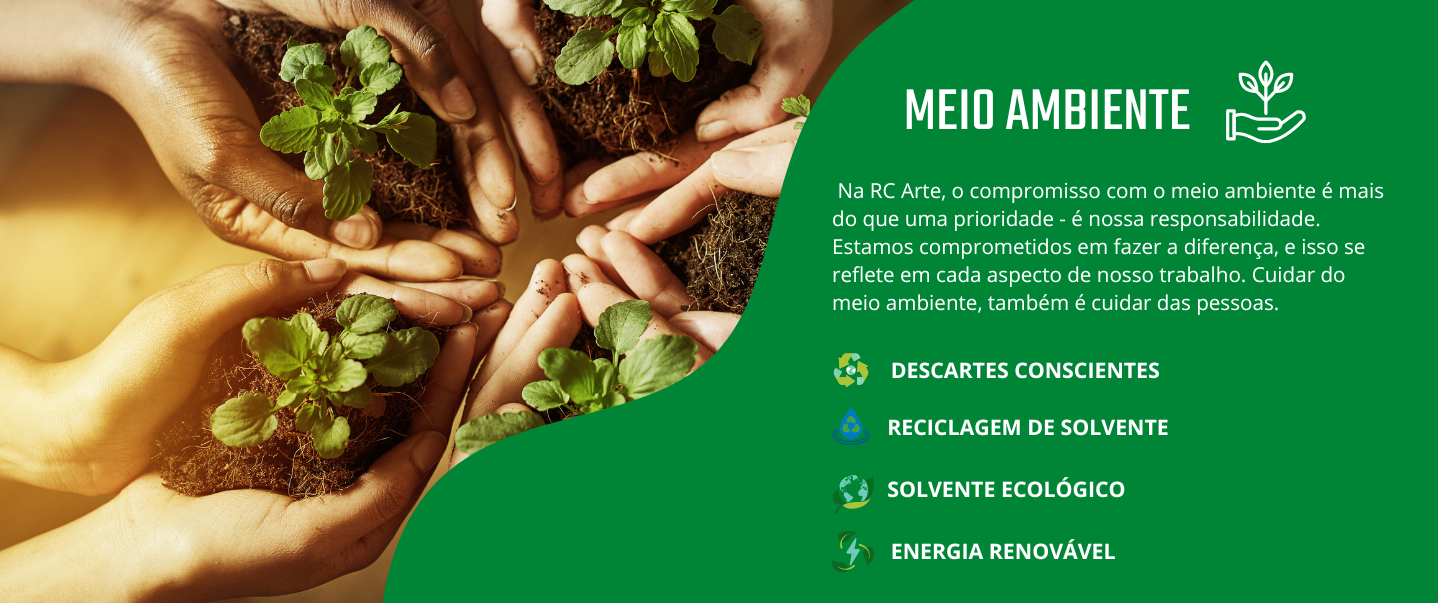 MEIO AMBIENTE
Na RC Arte, o compromisso com o meio ambiente é mais
do que uma prioridade - é nossa responsabilidade.
Estamos comprometidos em fazer a diferença, e isso se
reflete em cada aspecto de nosso trabalho. Cuidar do
meio ambiente, também é cuidar das pessoas.
DESCARTES CONSCIENTES
RECICLAGEM DE SOLVENTE
SOLVENTE ECOLÓGICO
ENERGIA RENOVÁVEL